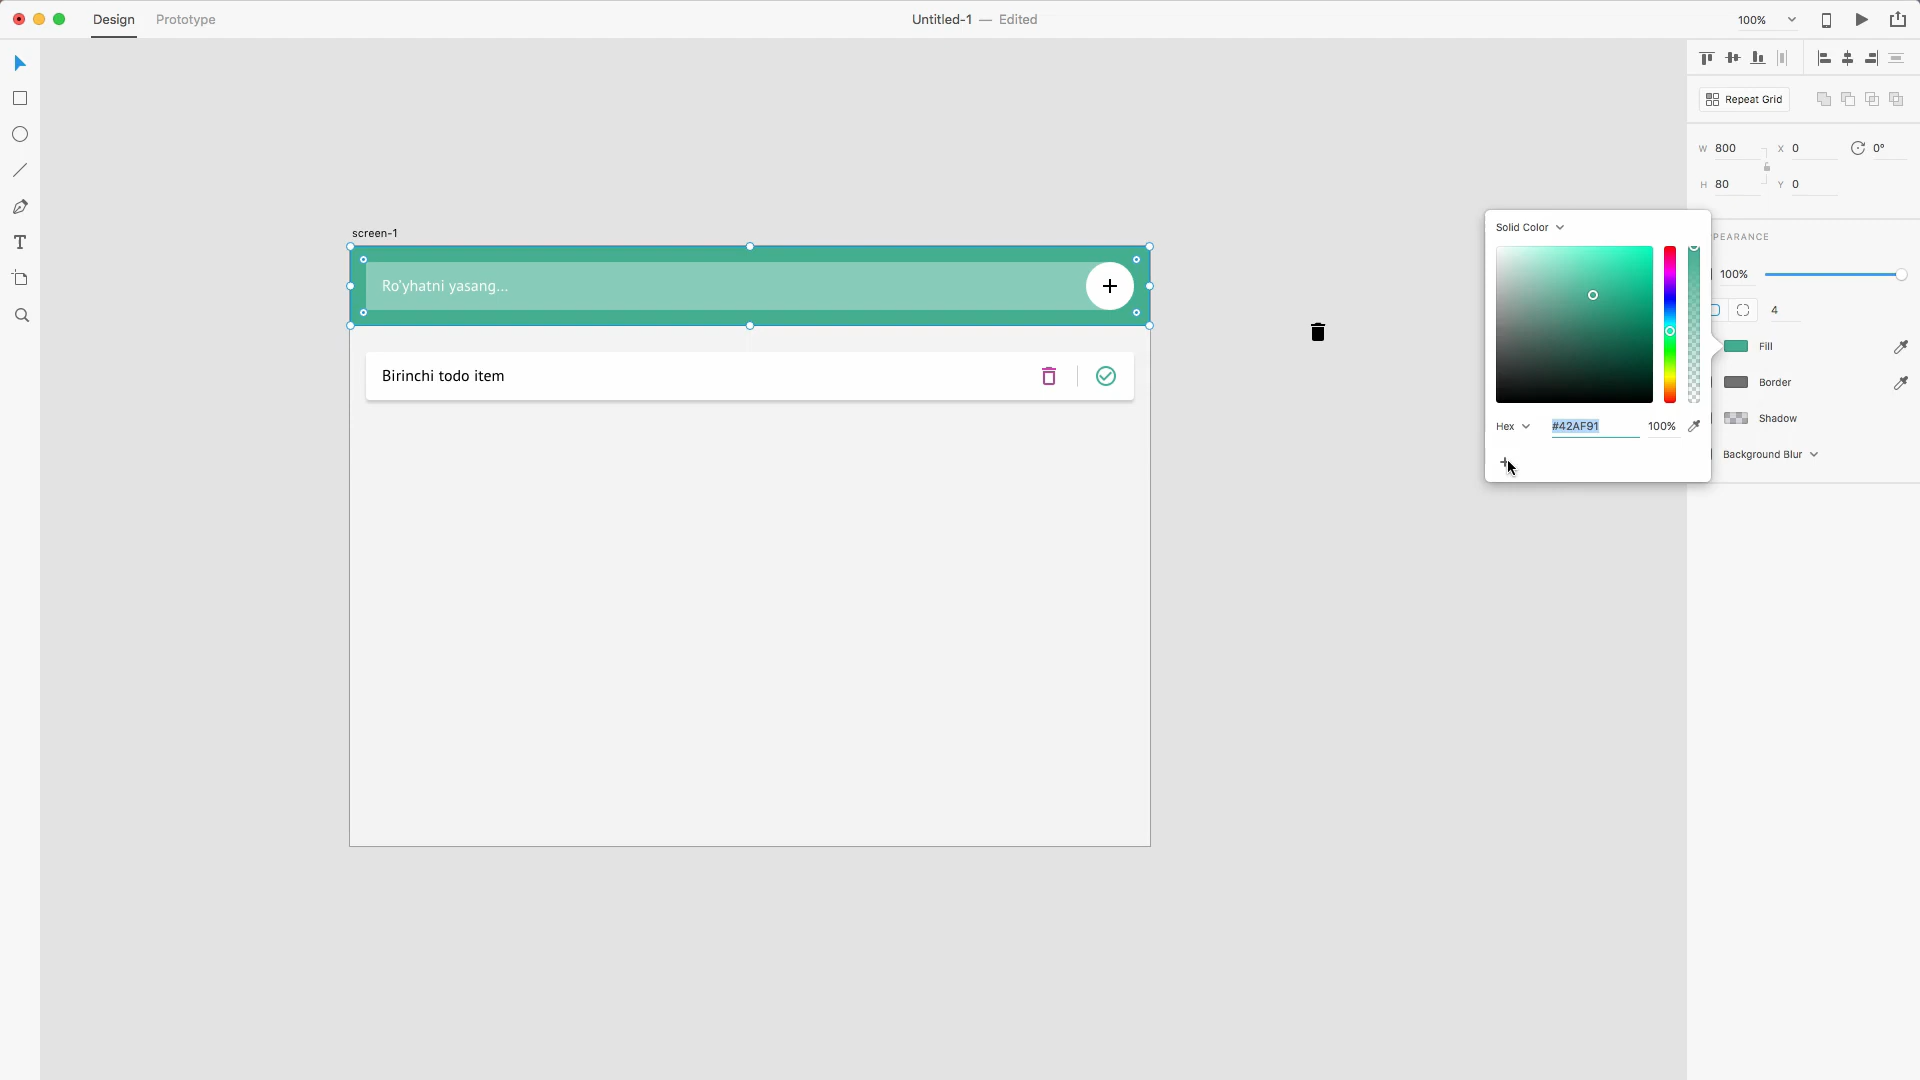 Design Prototype Untitled-1 — Edited 100%
Repeat Grid
W 800 X 0 0°
H 80 Y 0
screen-1
Ro'yhatni yasang...
Birinchi todo item
Solid Color
Hex #42AF91 100%
PEARANCE
100%
4
Fill
Border
Shadow
Background Blur